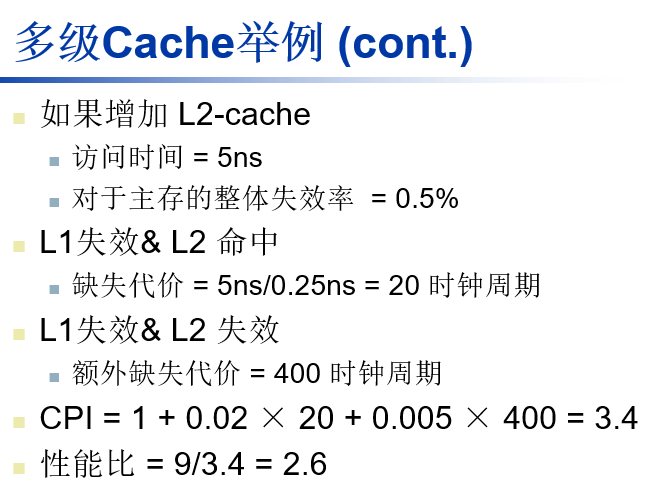 多级Cache举例 (cont.)
如果增加 L2-cache
访问时间 = 5ns
对于主存的整体失效率 = 0.5%
L1失效& L2 命中
缺失代价 = 5ns/0.25ns = 20 时钟周期
L1失效& L2 失效
额外缺失代价 = 400 时钟周期
CPI = 1 + 0.02 × 20 + 0.005 × 400 = 3.4
性能比 = 9/3.4 = 2.6